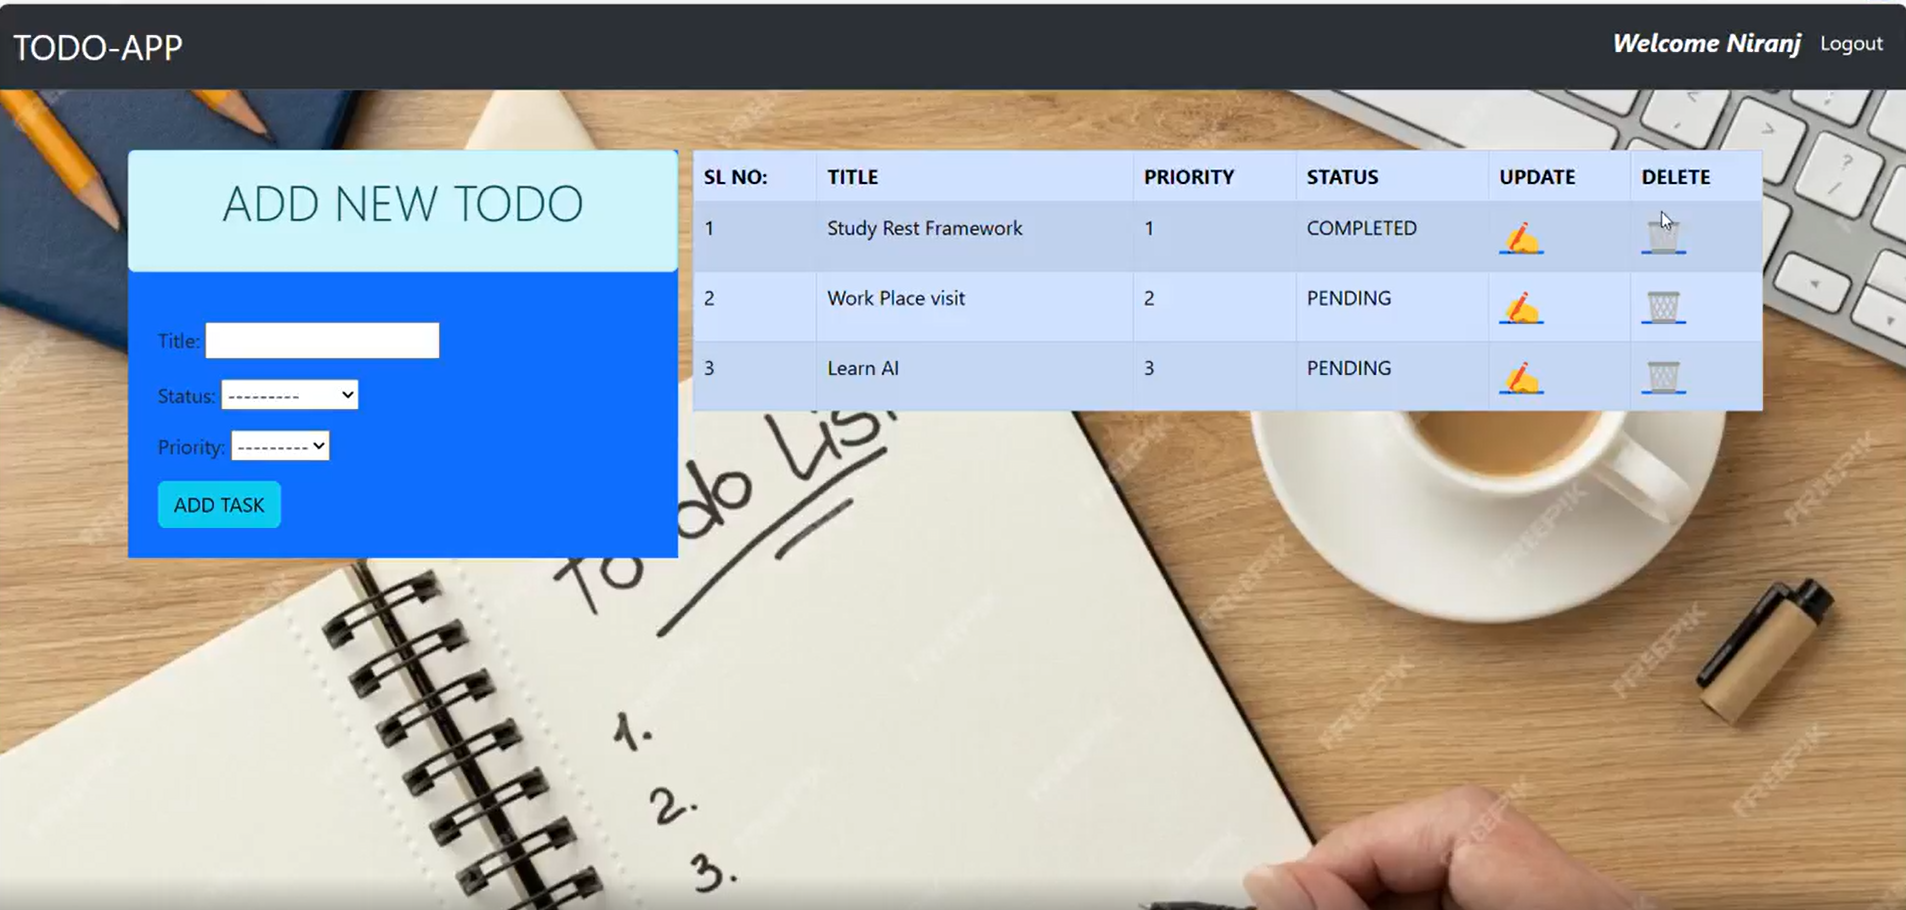 TODO-APP
Welcome Niranj Logout
ADD NEW TODO
Title:
Status: ---------
Priority: ---------
ADD TASK
SL NO: TITLE PRIORITY STATUS UPDATE DELETE
1 Study Rest Framework 1 COMPLETED
2 Work Place visit 2 PENDING
3 Learn AI 3 PENDING
To do List
1.
2.
3.
FREEPIK